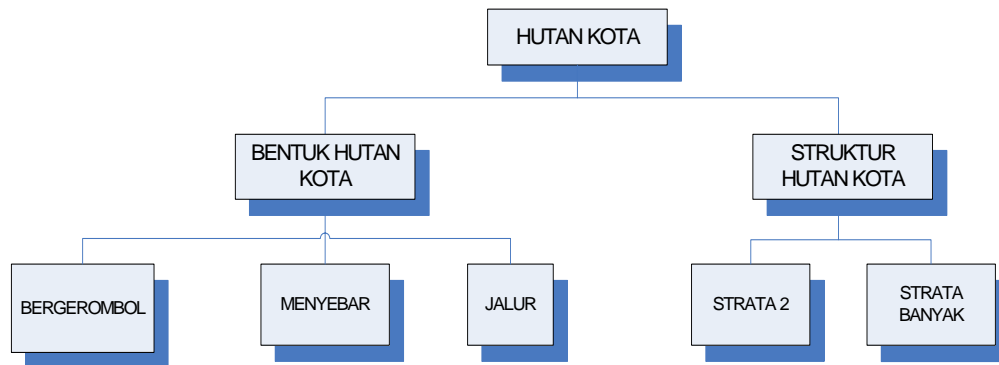 HUTAN KOTA
BENTUK HUTAN
KOTA
STRUKTUR
HUTAN KOTA
BERGEROMBOL
MENYEBAR
JALUR
STRATA 2
STRATA
BANYAK